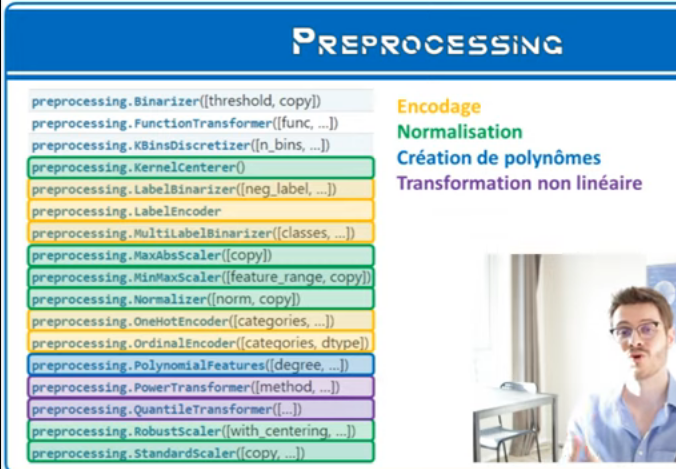 PREPROCESSING
preprocessing.Binarizer([threshold, copy])
preprocessing.FunctionTransformer([func, ...])
preprocessing.KBinsDiscretizer([n_bins, ...])
preprocessing.KernelCenterer()
preprocessing.LabelBinarizer([neg_label, ...])
preprocessing.LabelEncoder
preprocessing.MultiLabelBinarizer([classes, ...])
preprocessing.MaxAbsScaler([copy])
preprocessing.MinMaxScaler([feature_range, copy])
preprocessing.Normalizer([norm, copy])
preprocessing.OneHotEncoder([categories, ...])
preprocessing.OrdinalEncoder([categories, dtype])
preprocessing.PolynomialFeatures([degree, ...])
preprocessing.PowerTransformer([method, ...])
preprocessing.QuantileTransformer([...])
preprocessing.RobustScaler([with_centering, ...])
preprocessing.StandardScaler([copy, ...])
Encodage
Normalisation
Création de polynômes
Transformation non linéaire